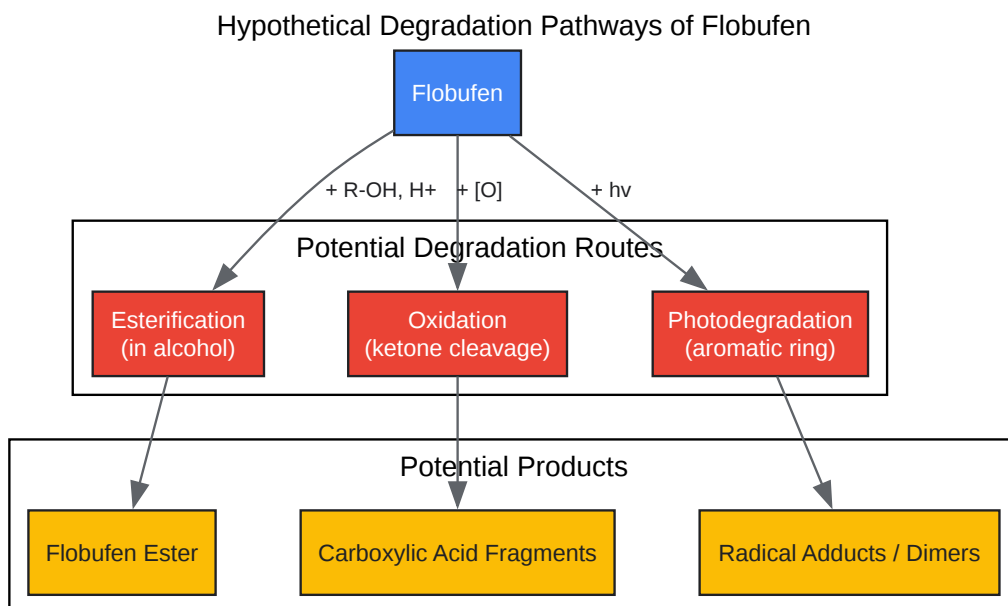 Hypothetical Degradation Pathways of Flobufen
Flobufen
+ R-OH, H+
+ [O]
+ hv
Potential Degradation Routes
Esterification
(in alcohol)
Oxidation
(ketone cleavage)
Photodegradation
(aromatic ring)
Potential Products
Flobufen Ester
Carboxylic Acid Fragments
Radical Adducts / Dimers